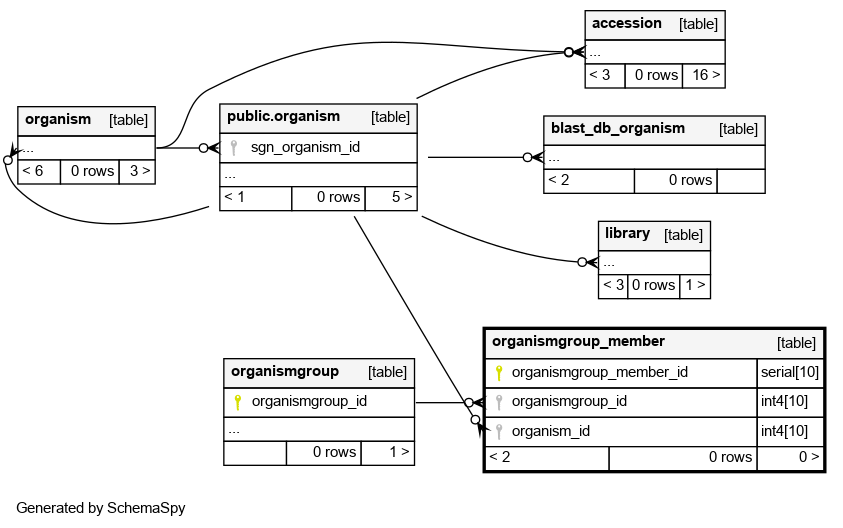 accession [table]
...
< 3 0 rows 16 >
organism [table]
...
< 6 0 rows 3 >
public.organism [table]
sgn_organism_id
...
< 1 0 rows 5 >
blast_db_organism [table]
...
< 2 0 rows
library [table]
...
< 3 0 rows 1 >
organismgroup [table]
organismgroup_id
...
0 rows 1 >
organismgroup_member [table]
organismgroup_member_id serial[10]
organismgroup_id int4[10]
organism_id int4[10]
< 2 0 rows 0 >
Generated by SchemaSpy